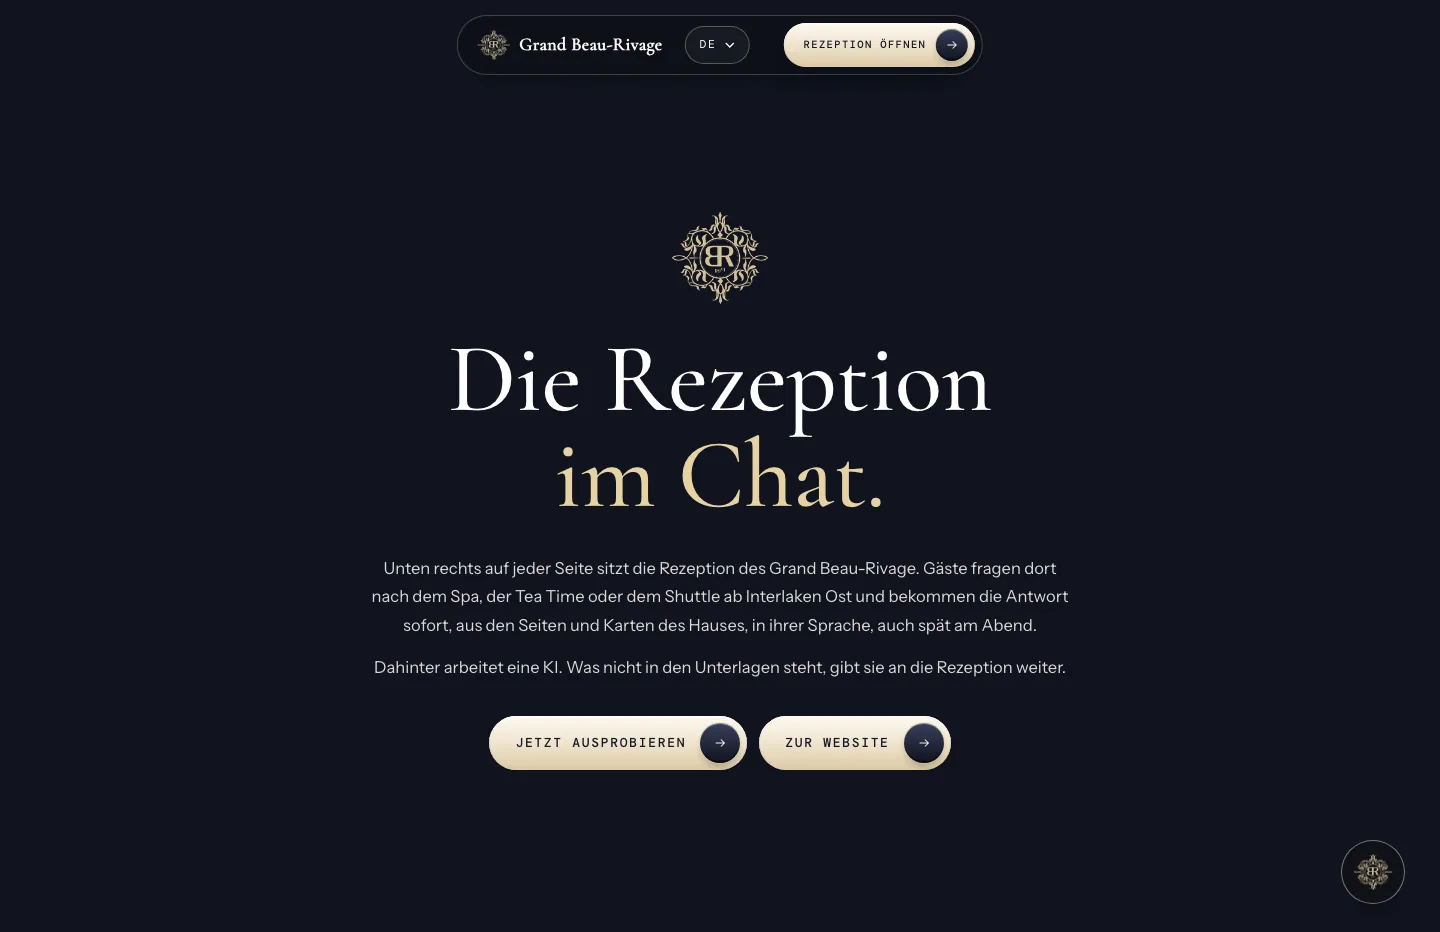 Grand Beau-Rivage
DE
REZEPTION ÖFFNEN
BR
Die Rezeption
im Chat.
Unten rechts auf jeder Seite sitzt die Rezeption des Grand Beau-Rivage. Gäste fragen dort
nach dem Spa, der Tea Time oder dem Shuttle ab Interlaken Ost und bekommen die Antwort
sofort, aus den Seiten und Karten des Hauses, in ihrer Sprache, auch spät am Abend.
Dahinter arbeitet eine KI. Was nicht in den Unterlagen steht, gibt sie an die Rezeption weiter.
JETZT AUSPROBIEREN
ZUR WEBSITE